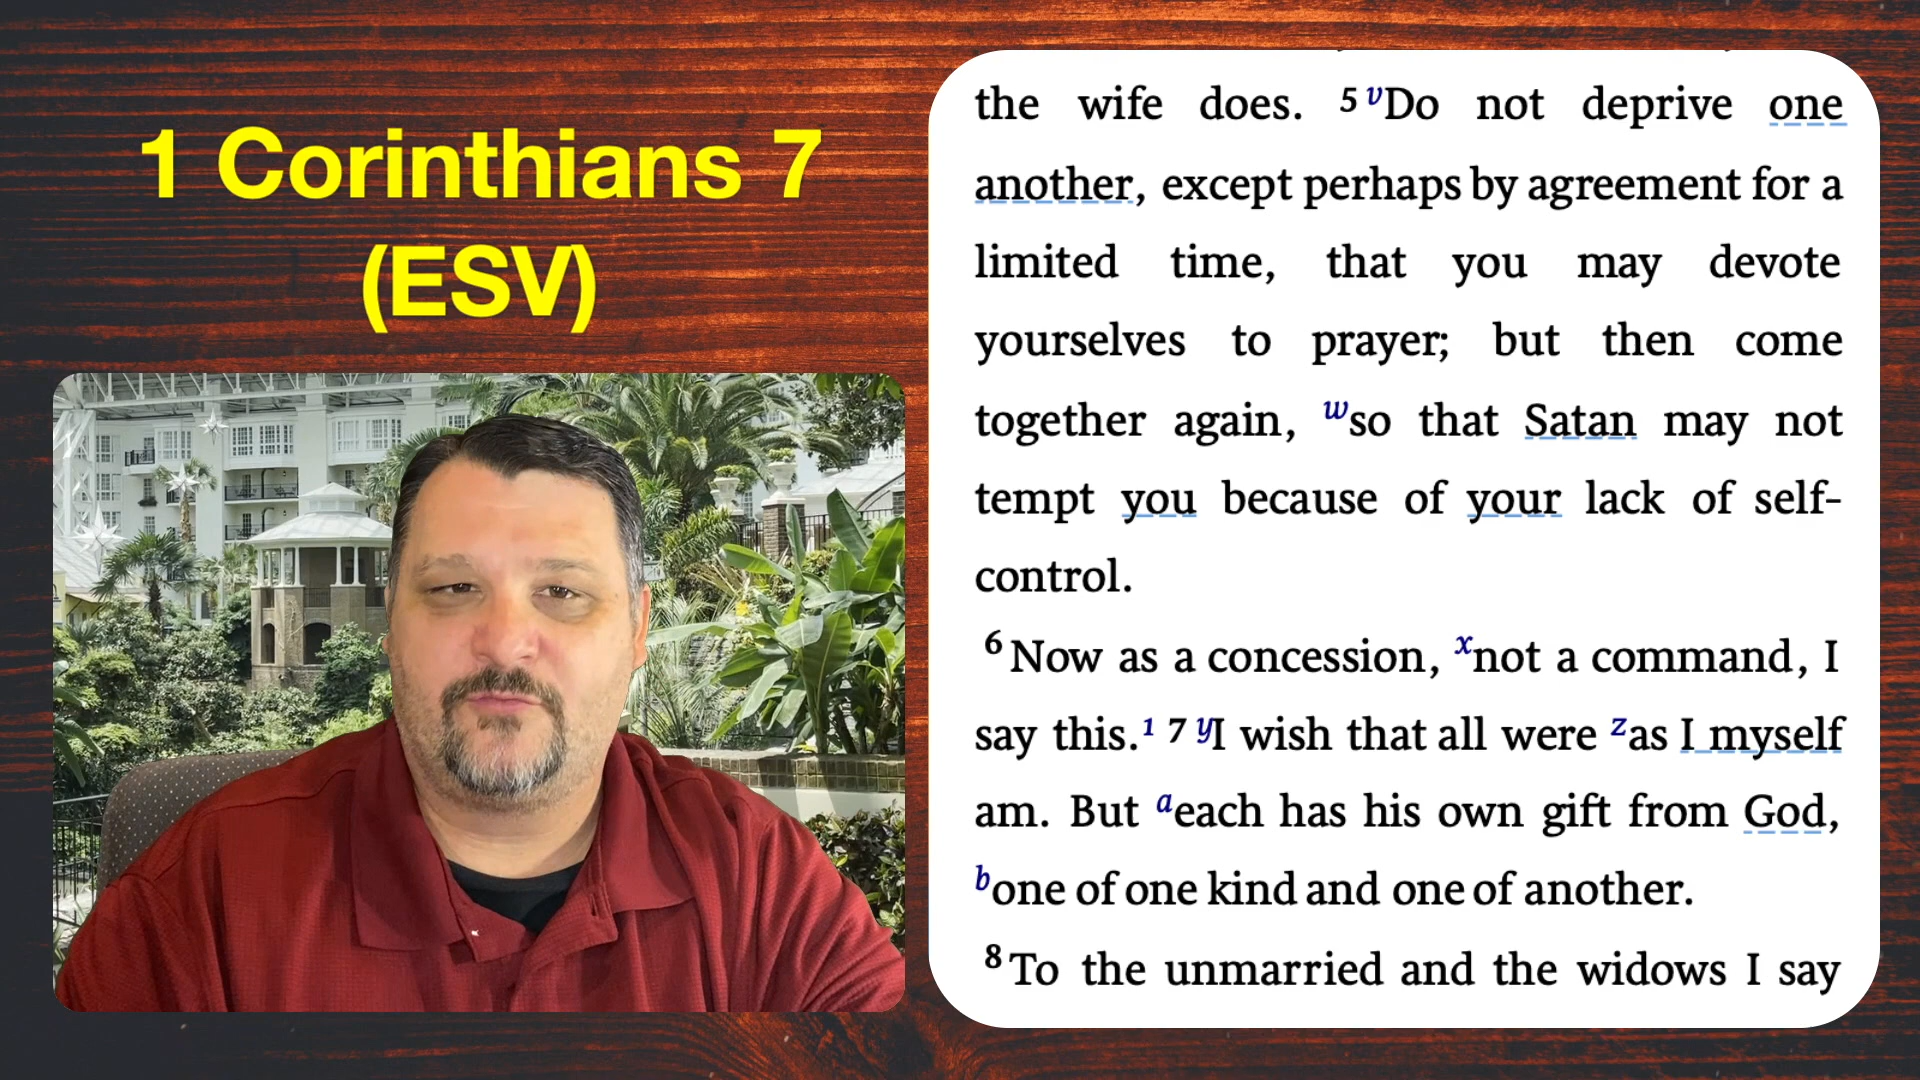 1 Corinthians 7
(ESV)
the wife does. 5 vDo not deprive one
another, except perhaps by agreement for a
limited time, that you may devote
yourselves to prayer; but then come
together again, wso that Satan may not
tempt you because of your lack of self-
control.
6 Now as a concession, xnot a command, I
say this.1 7 yI wish that all were zas I myself
am. But aeach has his own gift from God,
bone of one kind and one of another.
8 To the unmarried and the widows I say